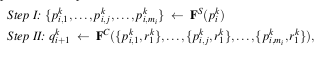 Step I: {p^k_{i,1}, ..., p^k_{i,j}, ..., p^k_{i,m_i}} ← F^S(p^k_i)
Step II: q^k_{i+1} ← F^C({p^k_{i,1}, r^k_1}, ..., {p^k_{i,j}, r^k_1}, ..., {p^k_{i,m_i}, r^k_1}),